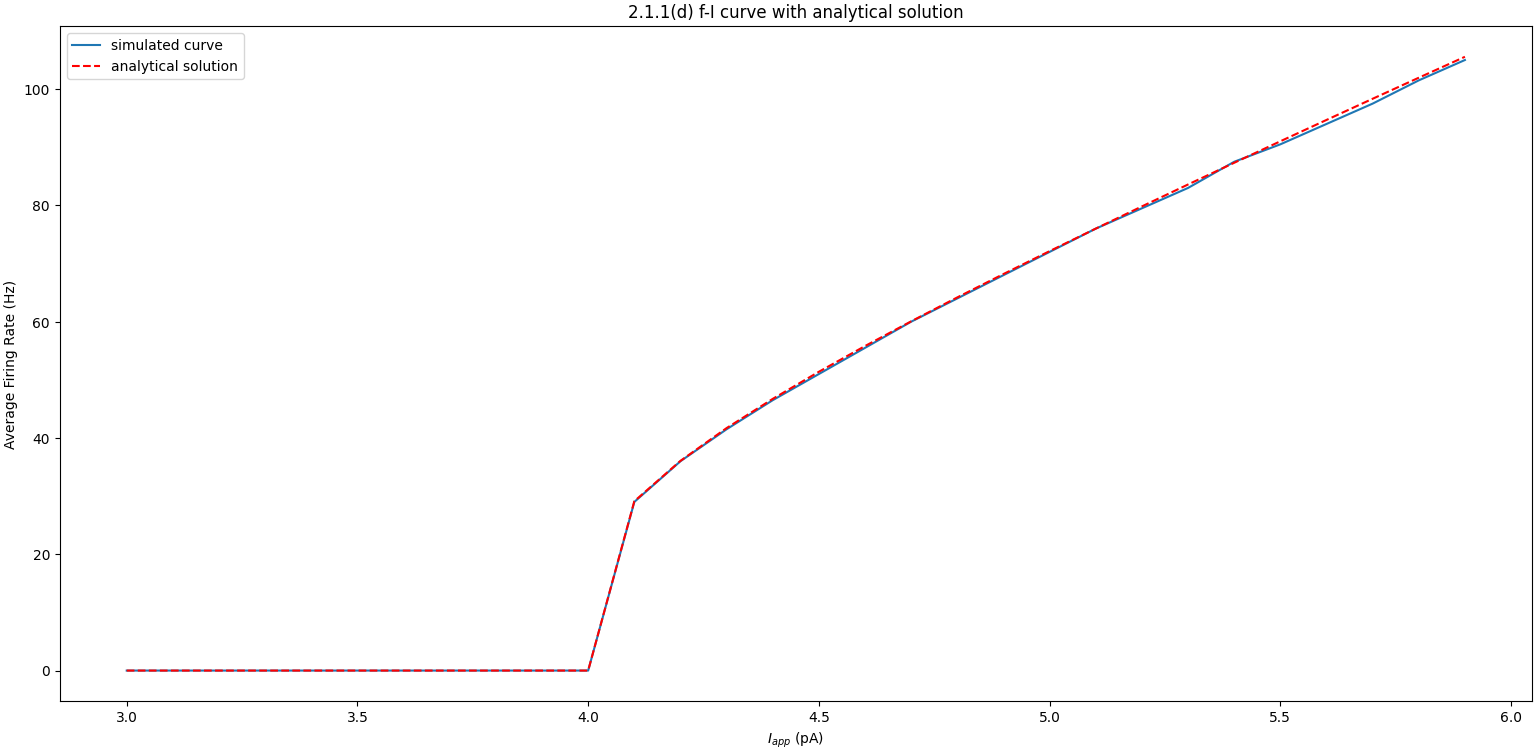 2.1.1(d) f-I curve with analytical solution
simulated curve
analytical solution
100
80
60
40
20
0
Average Firing Rate (Hz)
3.0 3.5 4.0 4.5 5.0 5.5 6.0
I_app (pA)